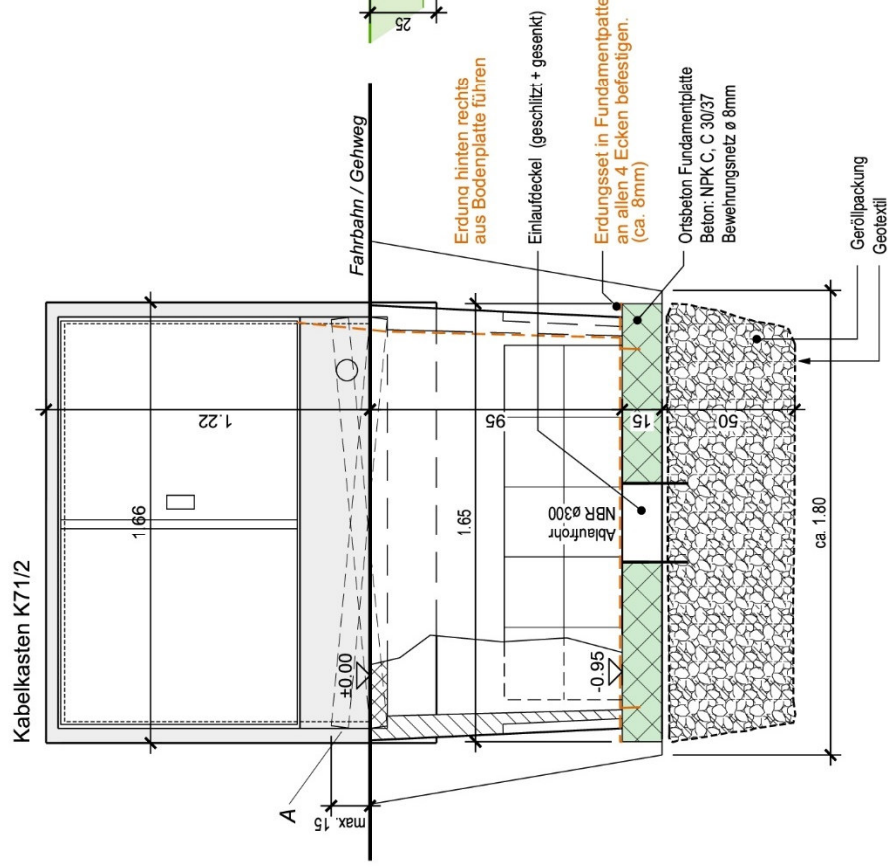 Kabelkasten K71/2
1.22
1.66
25
Fahrbahn / Gehweg
±0.00
A
max. 15
Erdung hinten rechts
aus Bodenplatte führen
Einlaufdeckel (geschlitzt + gesenkt)
95
1.65
Ablaufrohr
NBR ø300
-0.95
Erdungsset in Fundamentpatte
an allen 4 Ecken befestigen.
(ca. 8mm)
15
Ortsbeton Fundamentplatte
Beton: NPK C, C 30/37
Bewehrungsnetz ø 8mm
50
ca. 1.80
Geröllpackung
Geotextil